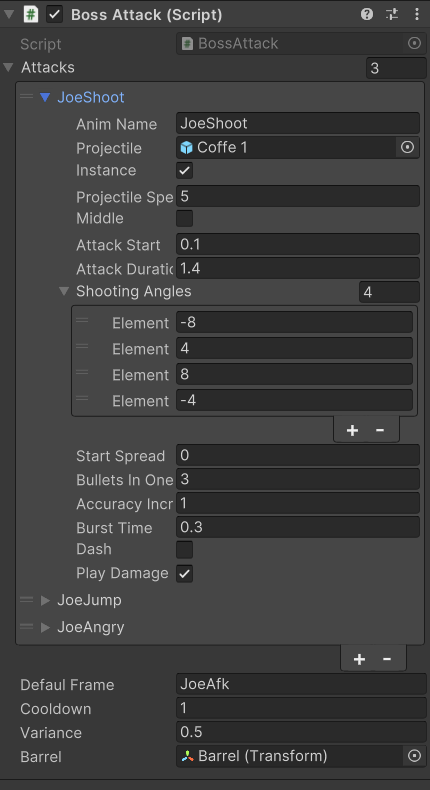 Boss Attack (Script)
Script BossAttack
Attacks 3
JoeShoot
Anim Name JoeShoot
Projectile Coffe 1
Instance
Projectile Spe 5
Middle
Attack Start 0.1
Attack Duratic 1.4
Shooting Angles 4
Element -8
Element 4
Element 8
Element -4
Start Spread 0
Bullets In One 3
Accuracy Incr 1
Burst Time 0.3
Dash
Play Damage
JoeJump
JoeAngry
Defaul Frame JoeAfk
Cooldown 1
Variance 0.5
Barrel Barrel (Transform)